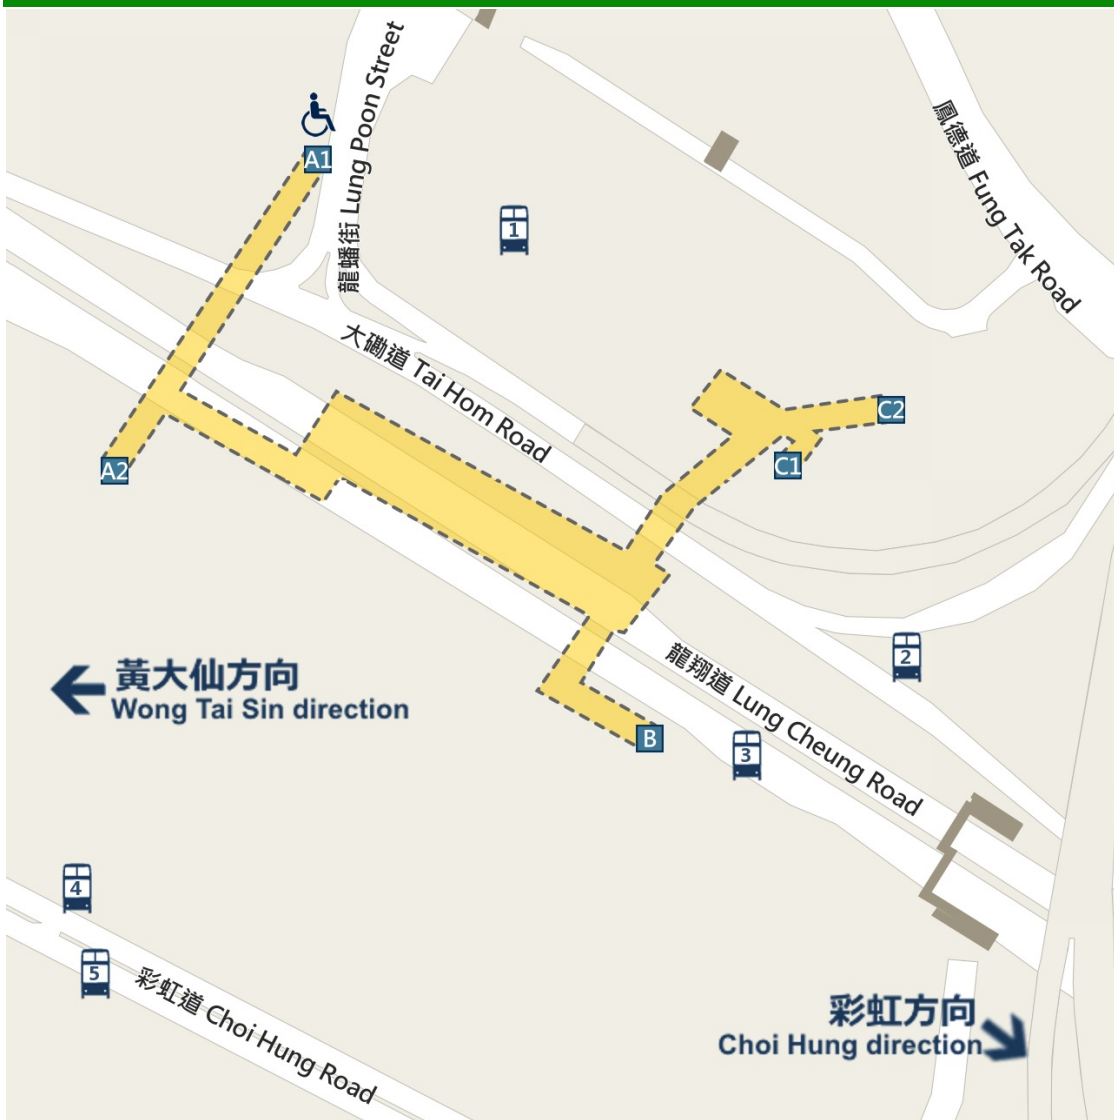 龍蟠街 Lung Poon Street
鳳德道 Fung Tak Road
A1
1
大磡道 Tai Hom Road
C2
C1
A2
2
龍翔道 Lung Cheung Road
黃大仙方向
Wong Tai Sin direction
B
3
4
5
彩虹道 Choi Hung Road
彩虹方向
Choi Hung direction